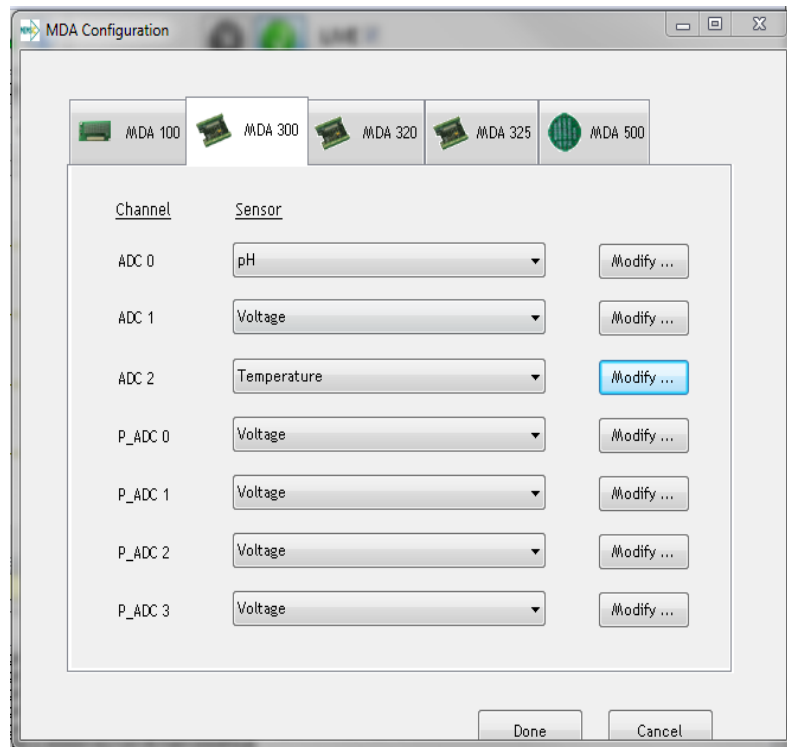 MDA Configuration
MDA 100 MDA 300 MDA 320 MDA 325 MDA 500
Channel Sensor
ADC 0 pH Modify ...
ADC 1 Voltage Modify ...
ADC 2 Temperature Modify ...
P_ADC 0 Voltage Modify ...
P_ADC 1 Voltage Modify ...
P_ADC 2 Voltage Modify ...
P_ADC 3 Voltage Modify ...
Done Cancel